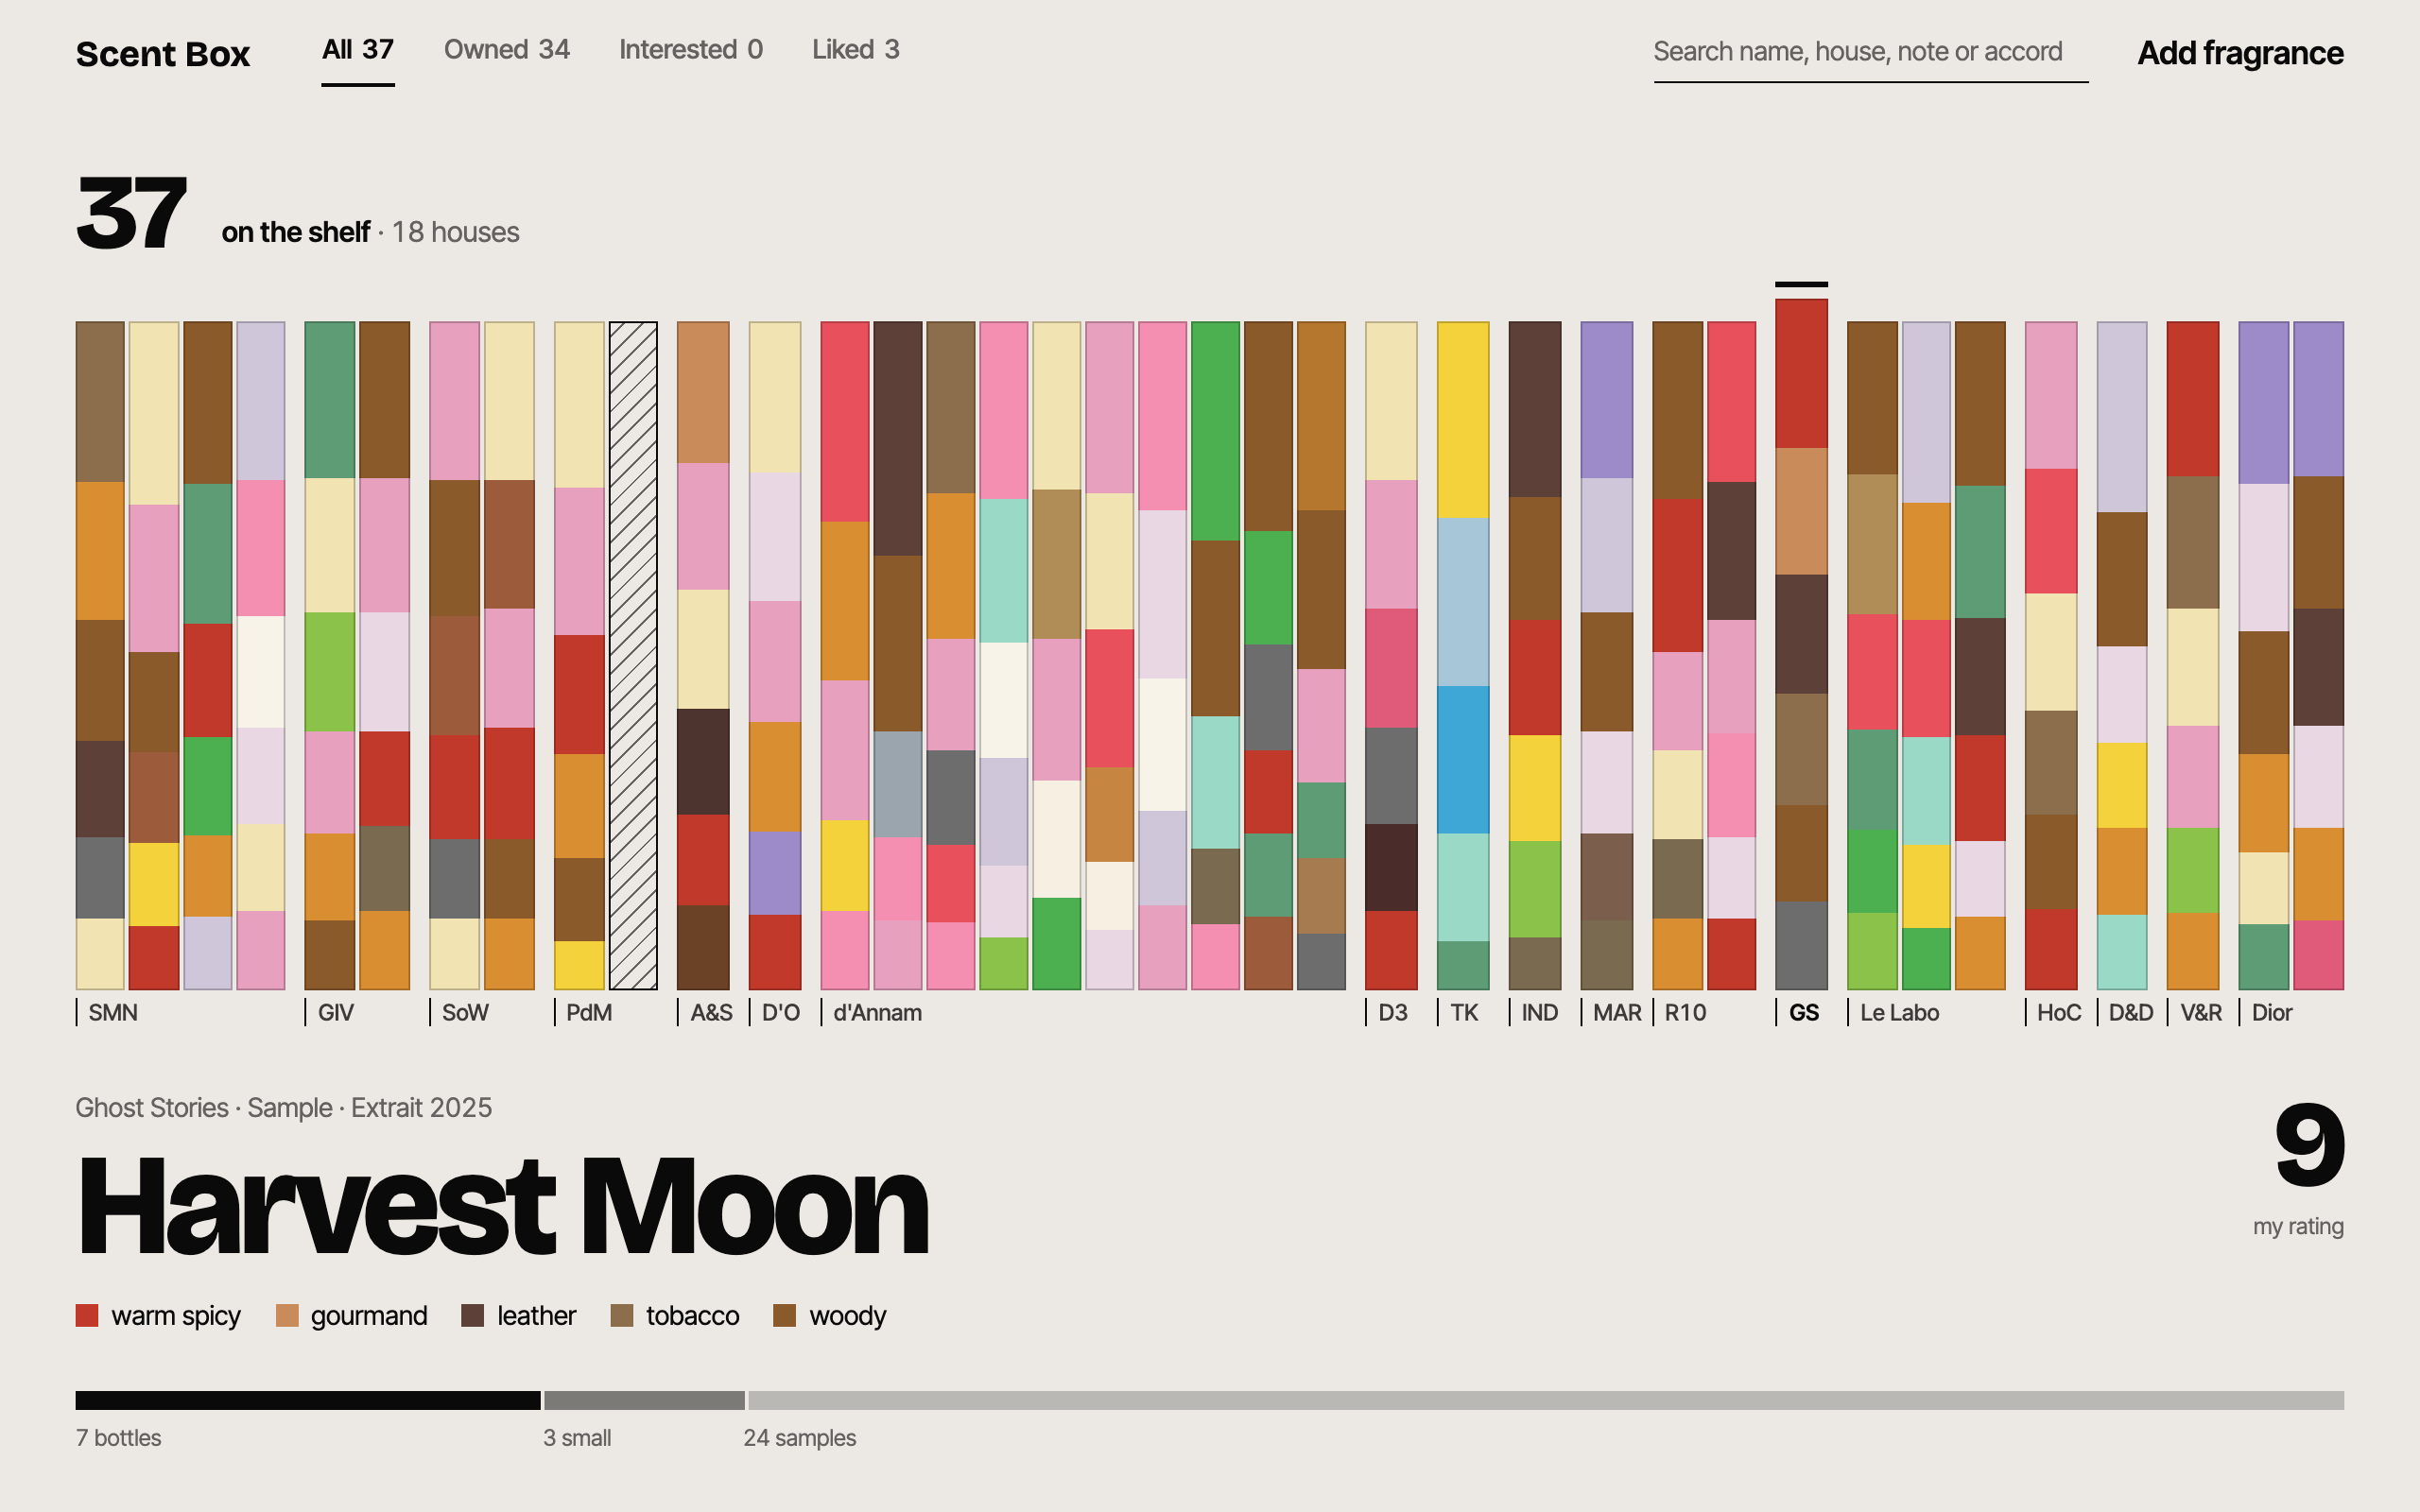 Scent Box
All 37
Owned 34
Interested 0
Liked 3
Search name, house, note or accord
Add fragrance
37
on the shelf · 18 houses
SMN
GIV
SoW
PdM
A&S
D'O
d'Annam
D3
TK
IND
MAR
R10
GS
Le Labo
HoC
D&D
V&R
Dior
Ghost Stories · Sample · Extrait 2025
Harvest Moon
9
my rating
warm spicy
gourmand
leather
tobacco
woody
7 bottles
3 small
24 samples